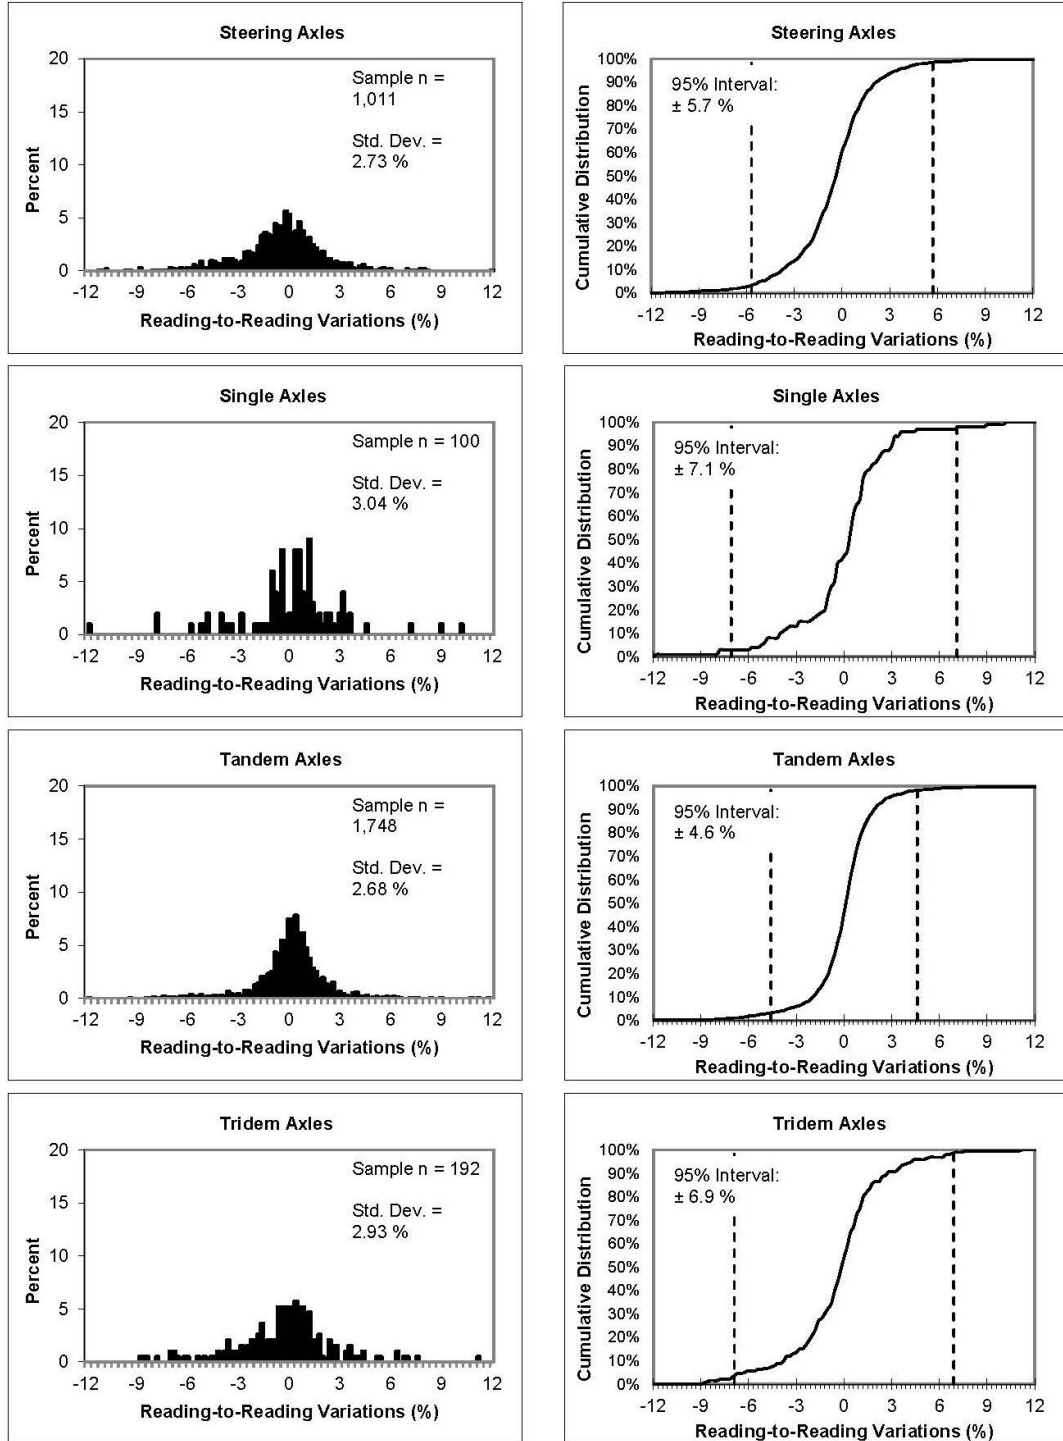 Steering Axles
20
15
10
5
0
Percent
Sample n =
1,011
Std. Dev. =
2.73 %
-12 -9 -6 -3 0 3 6 9 12
Reading-to-Reading Variations (%)
Steering Axles
100%
90%
80%
70%
60%
50%
40%
30%
20%
10%
0%
Cumulative Distribution
95% Interval:
± 5.7 %
-12 -9 -6 -3 0 3 6 9 12
Reading-to-Reading Variations (%)
Single Axles
20
15
10
5
0
Percent
Sample n = 100
Std. Dev. =
3.04 %
-12 -9 -6 -3 0 3 6 9 12
Reading-to-Reading Variations (%)
Single Axles
100%
90%
80%
70%
60%
50%
40%
30%
20%
10%
0%
Cumulative Distribution
95% Interval:
± 7.1 %
-12 -9 -6 -3 0 3 6 9 12
Reading-to-Reading Variations (%)
Tandem Axles
20
15
10
5
0
Percent
Sample n =
1,748
Std. Dev. =
2.68 %
-12 -9 -6 -3 0 3 6 9 12
Reading-to-Reading Variations (%)
Tandem Axles
100%
90%
80%
70%
60%
50%
40%
30%
20%
10%
0%
Cumulative Distribution
95% Interval:
± 4.6 %
-12 -9 -6 -3 0 3 6 9 12
Reading-to-Reading Variations (%)
Tridem Axles
20
15
10
5
0
Percent
Sample n = 192
Std. Dev. =
2.93 %
-12 -9 -6 -3 0 3 6 9 12
Reading-to-Reading Variations (%)
Tridem Axles
100%
90%
80%
70%
60%
50%
40%
30%
20%
10%
0%
Cumulative Distribution
95% Interval:
± 6.9 %
-12 -9 -6 -3 0 3 6 9 12
Reading-to-Reading Variations (%)